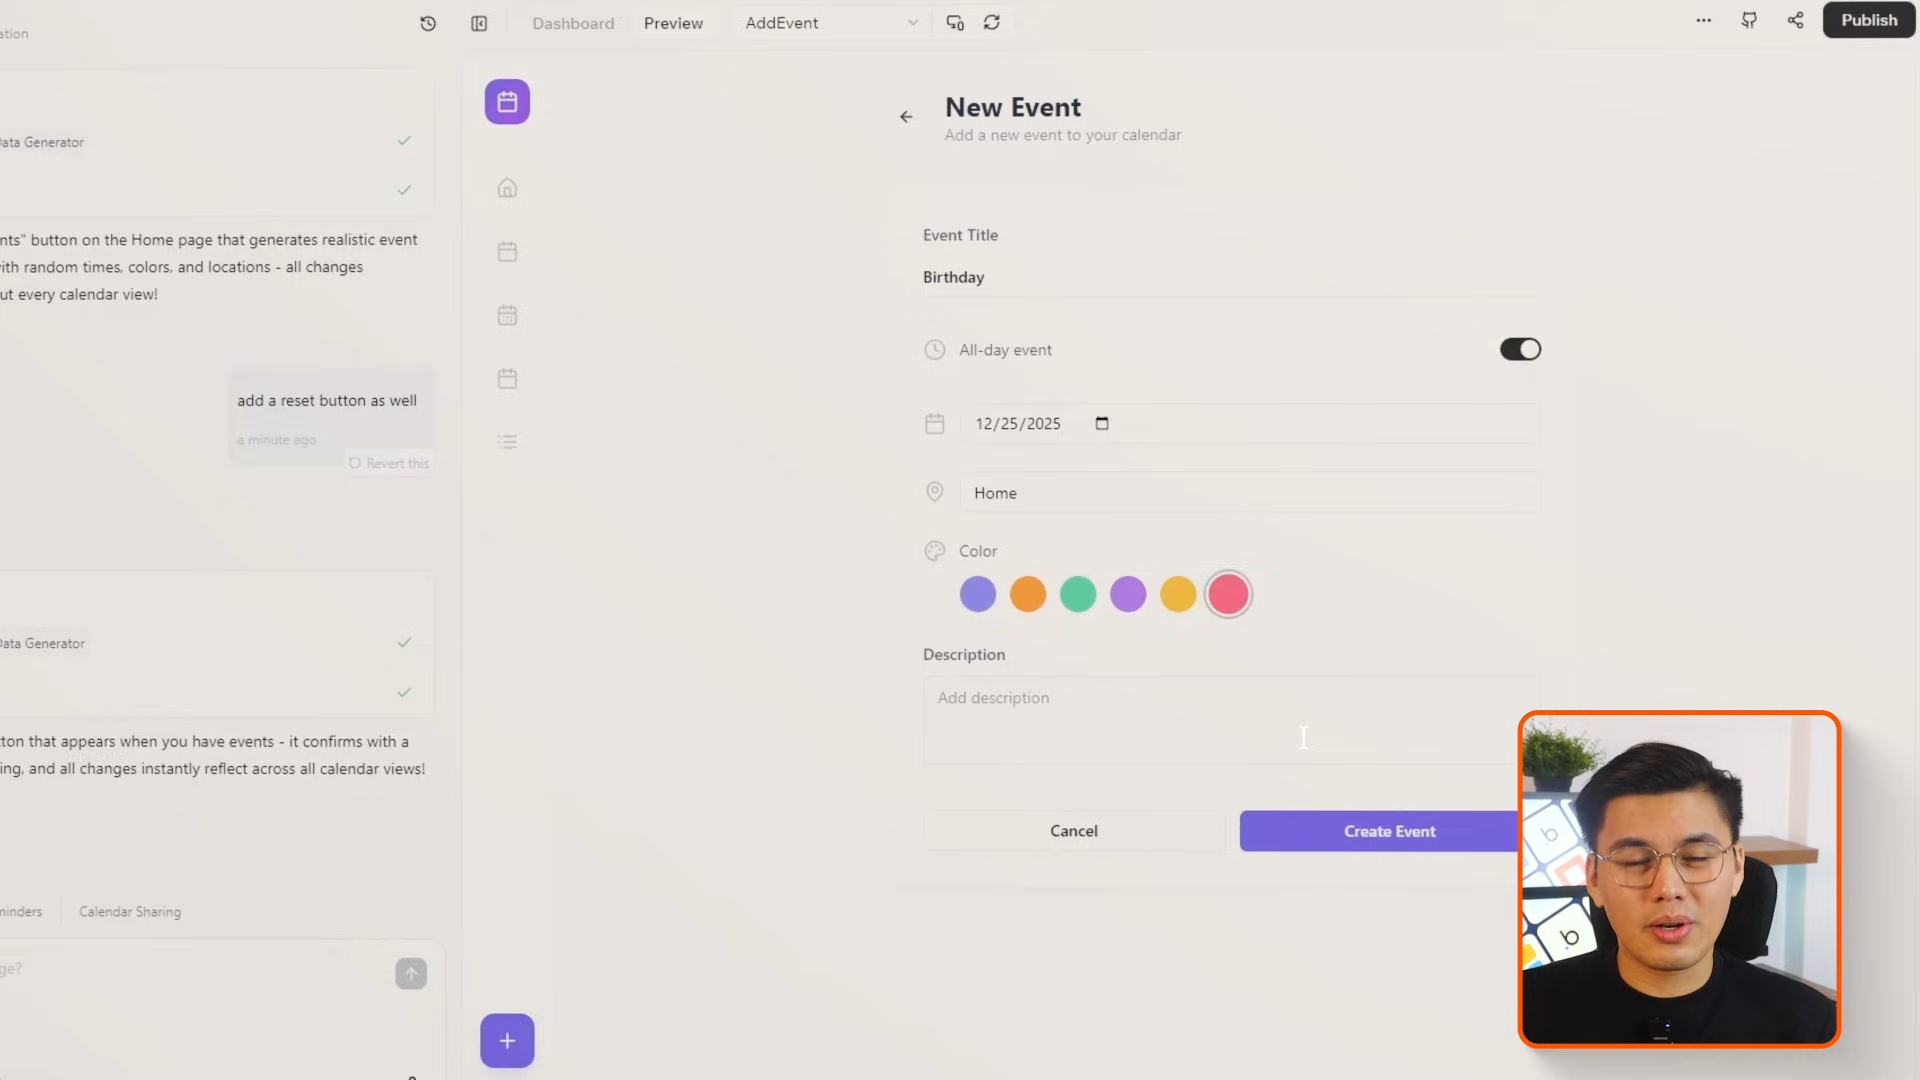 ation
Dashboard
Preview
AddEvent
Publish
Data Generator
nts" button on the Home page that generates realistic event
ith random times, colors, and locations - all changes
ut every calendar view!
add a reset button as well
a minute ago
Revert this
Data Generator
tton that appears when you have events - it confirms with a
ing, and all changes instantly reflect across all calendar views!
minders
Calendar Sharing
ge?
New Event
Add a new event to your calendar
Event Title
Birthday
All-day event
12/25/2025
Home
Color
Description
Add description
Cancel
Create Event
b
b